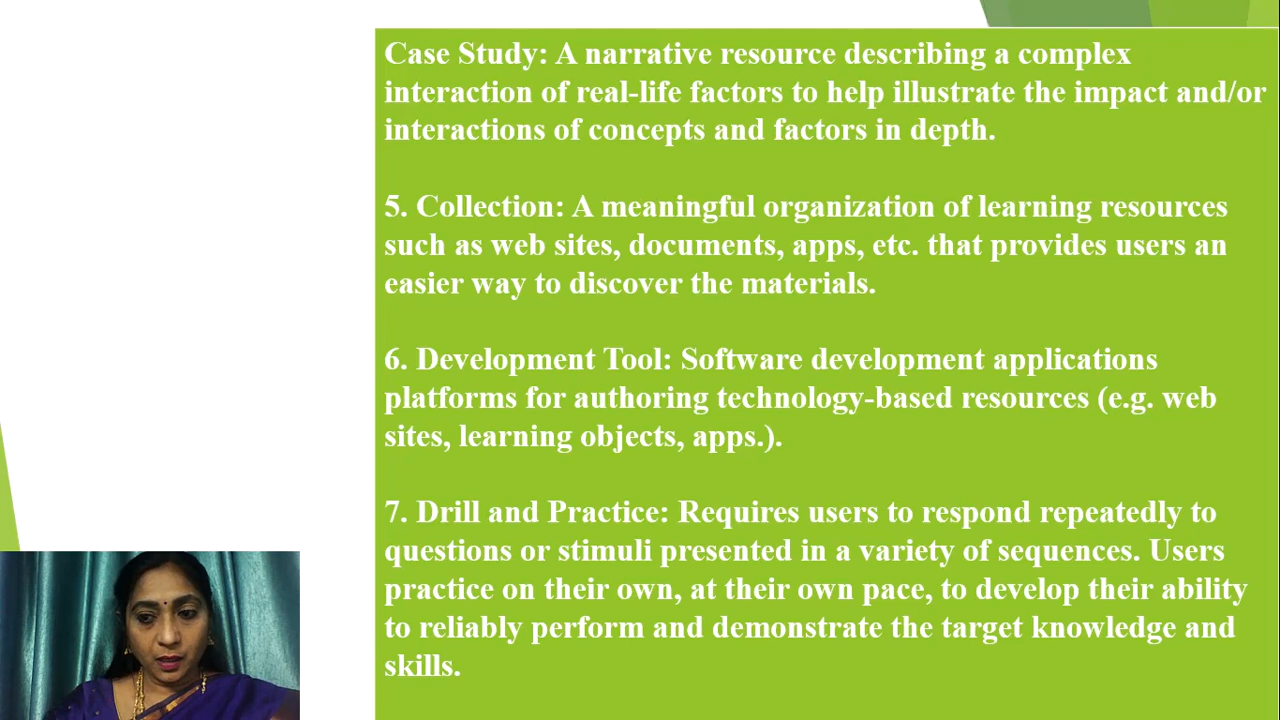 Case Study: A narrative resource describing a complex
interaction of real-life factors to help illustrate the impact and/or
interactions of concepts and factors in depth.
5. Collection: A meaningful organization of learning resources
such as web sites, documents, apps, etc. that provides users an
easier way to discover the materials.
6. Development Tool: Software development applications
platforms for authoring technology-based resources (e.g. web
sites, learning objects, apps.).
7. Drill and Practice: Requires users to respond repeatedly to
questions or stimuli presented in a variety of sequences. Users
practice on their own, at their own pace, to develop their ability
to reliably perform and demonstrate the target knowledge and
skills.